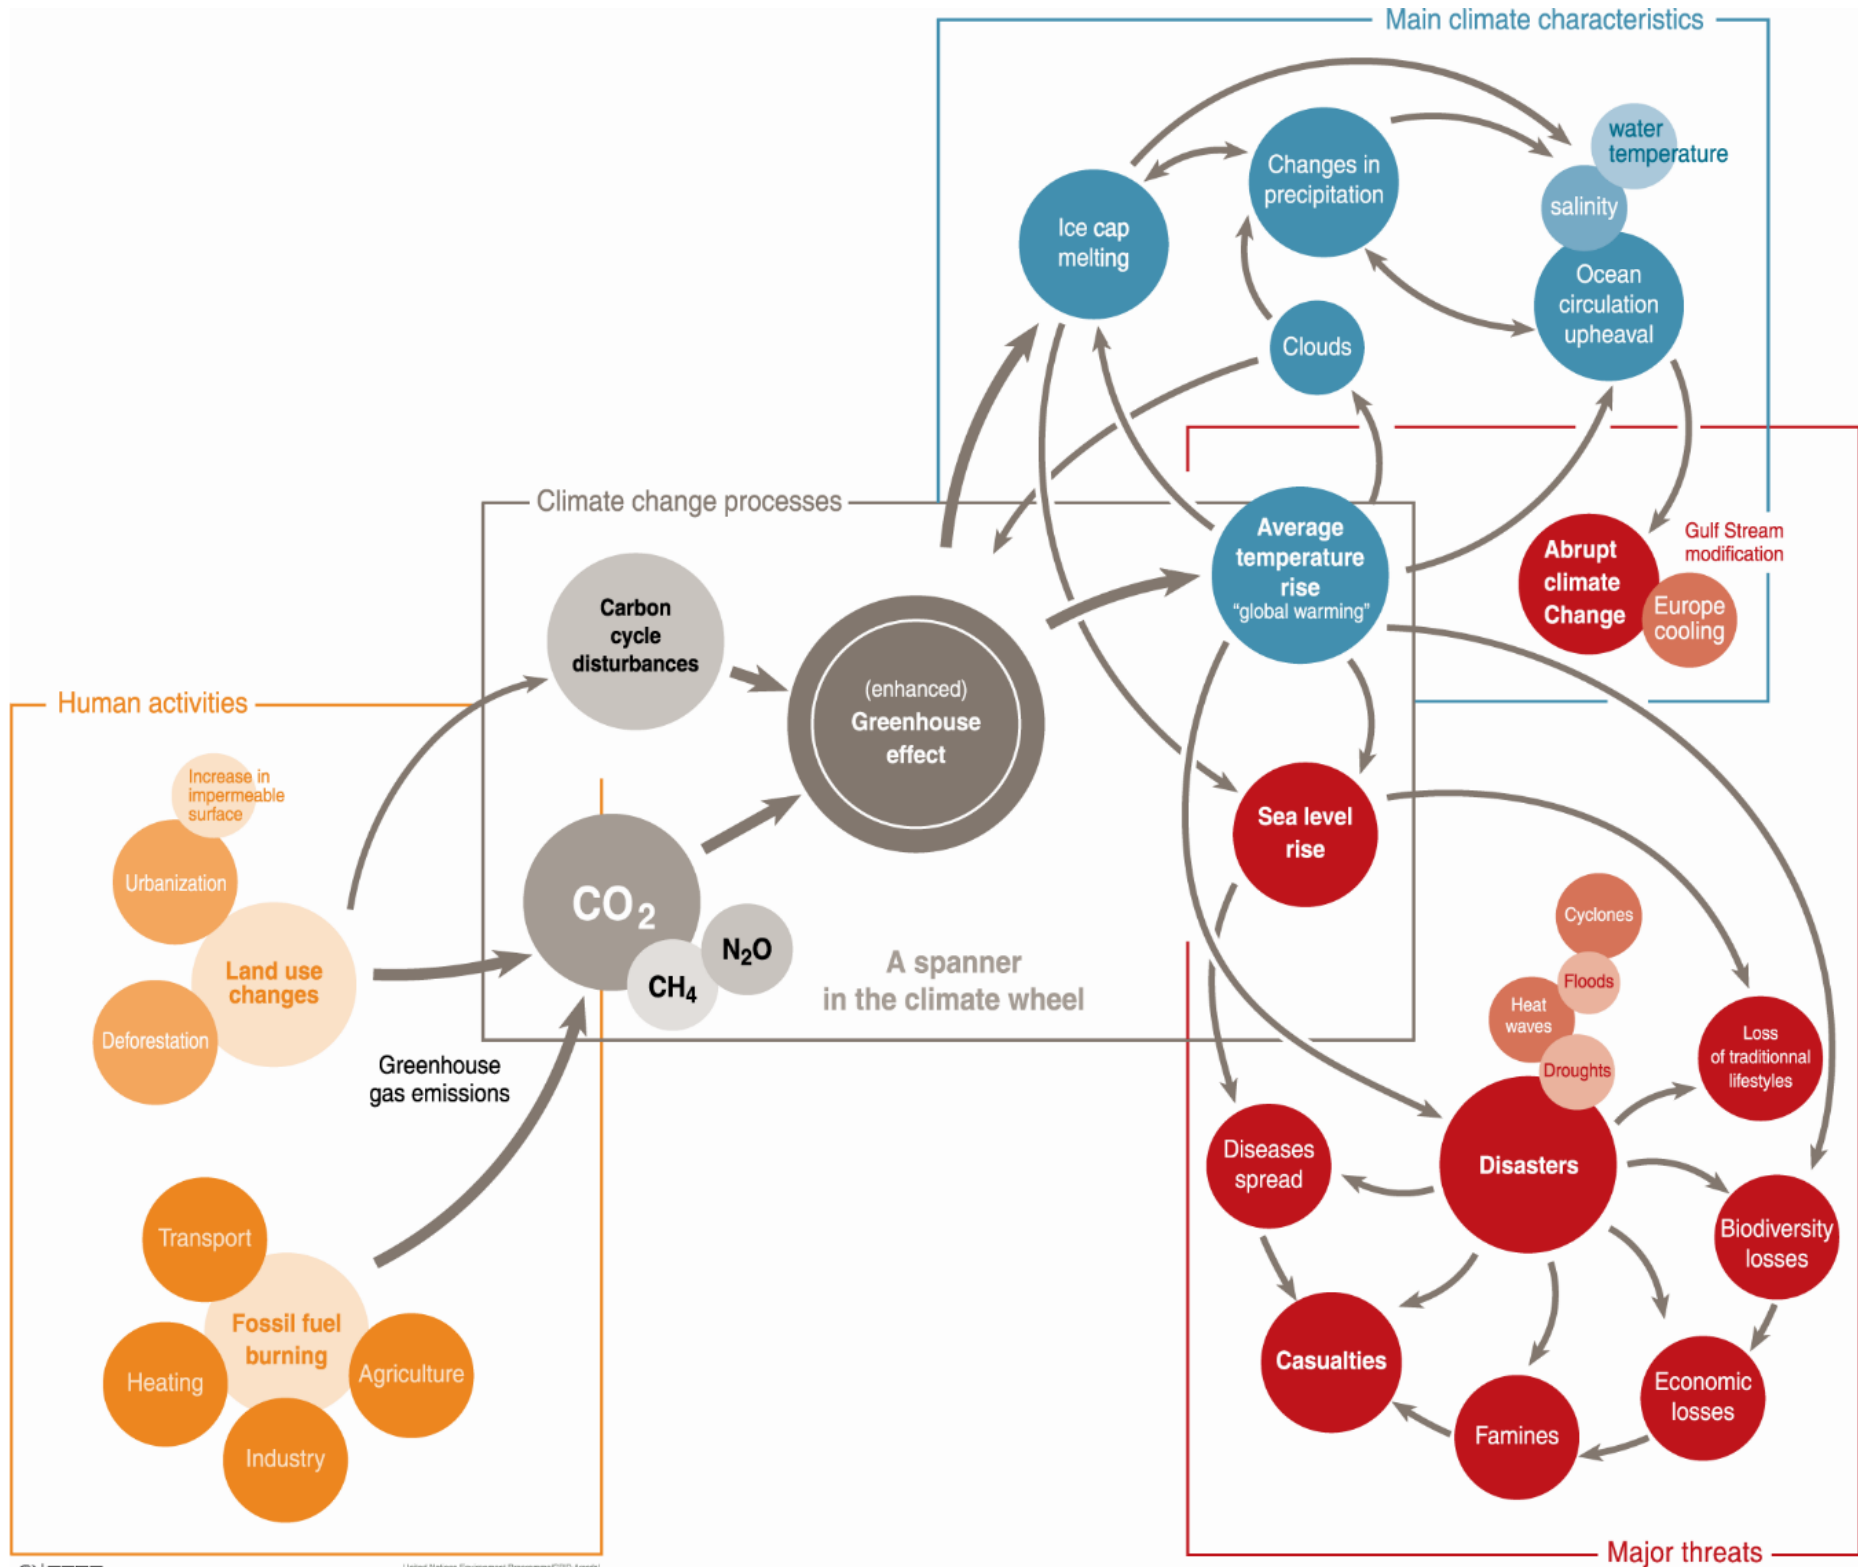 Main climate characteristics
water
temperature
Changes in
precipitation
salinity
Ice cap
melting
Ocean
circulation
upheaval
Clouds
Climate change processes
Average
temperature
rise
“global warming”
Gulf Stream
modification
Abrupt
climate
Change
Europe
cooling
Carbon
cycle
disturbances
(enhanced)
Greenhouse
effect
Human activities
Increase in
impermeable
surface
Urbanization
Land use
changes
Deforestation
CO2
CH4
N2O
A spanner
in the climate wheel
Sea level
rise
Greenhouse
gas emissions
Cyclones
Floods
Heat
waves
Droughts
Loss
of traditionnal
lifestyles
Diseases
spread
Disasters
Biodiversity
losses
Transport
Fossil fuel
burning
Heating
Agriculture
Industry
Casualties
Famines
Economic
losses
Major threats